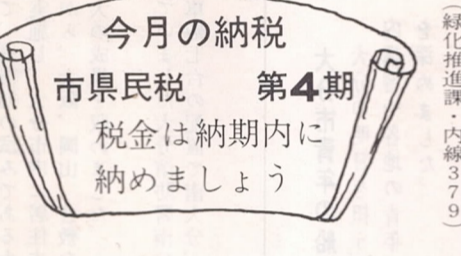 今月の納税
市県民税　第4期
税金は納期内に
納めましょう
(緑化推進課・内線379)